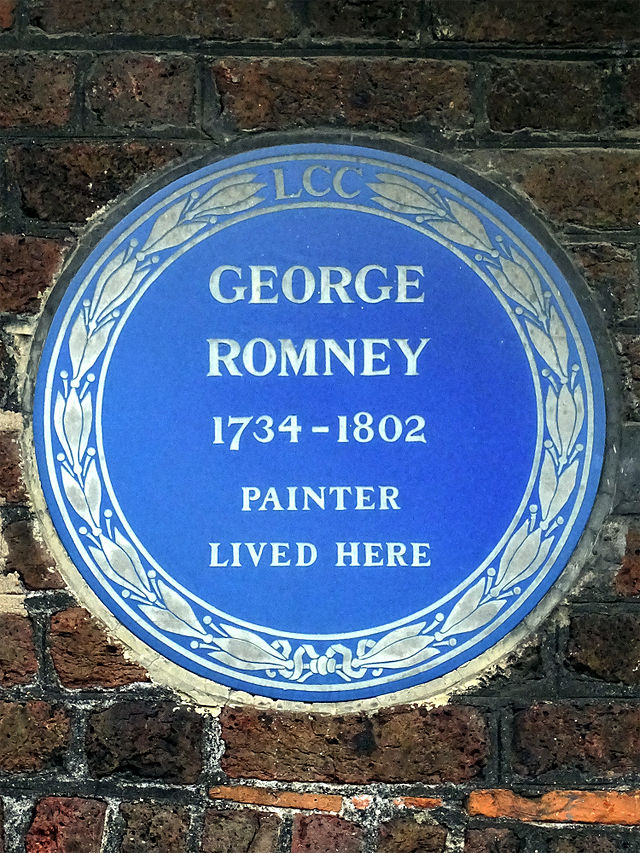 LCC
GEORGE
ROMNEY
1734-1802
PAINTER
LIVED HERE